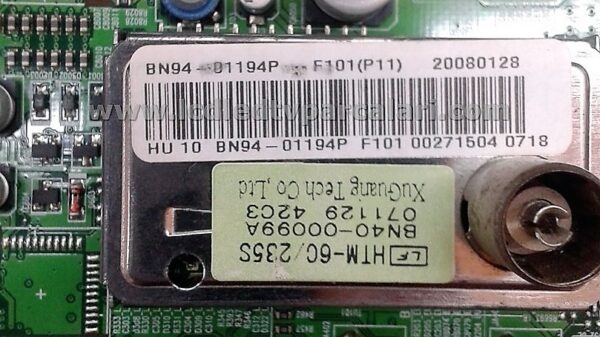 BN94-01194P F101(P11) 20080128
www.lcdledtvparcalari.com
HU 10 BN94-01194P F101 00271504 0718
LF HTM-6C/235S
BN40-00099A
071129 42C3
XuGuang Tech Co,Ltd